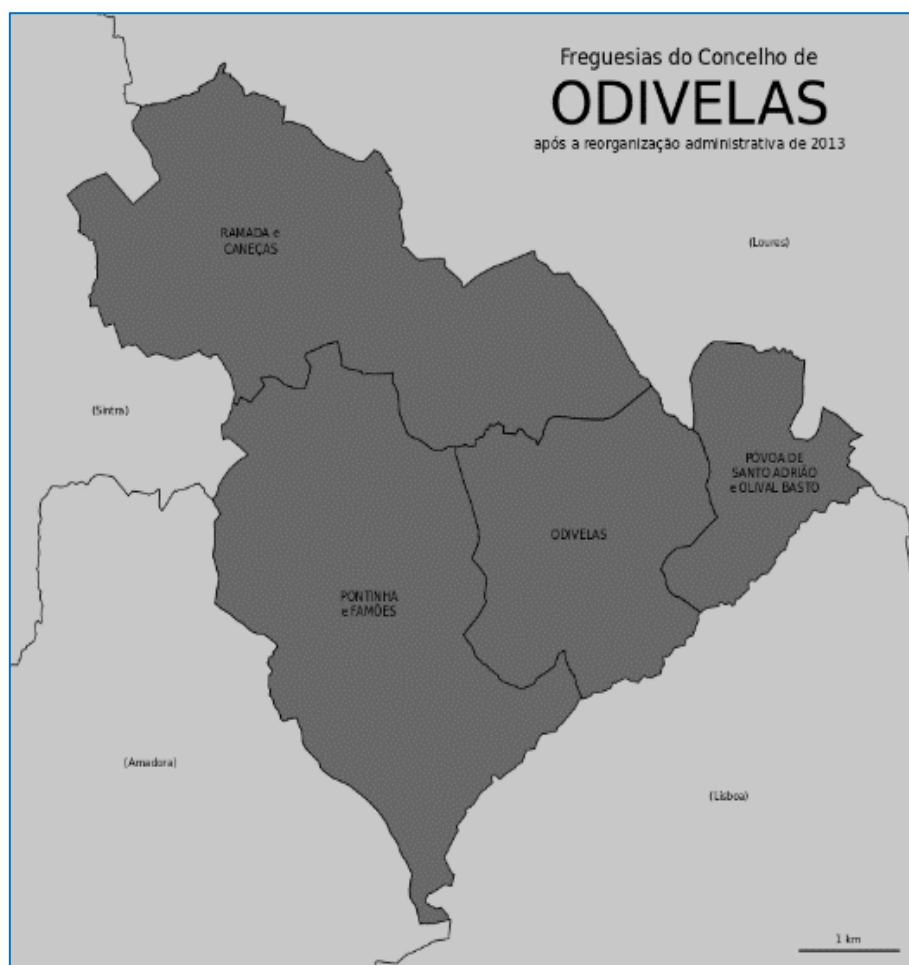 Freguesias do Concelho de
ODIVELAS
após a reorganização administrativa de 2013
RAMADA e
CANEÇAS
(Loures)
(Sintra)
PÓVOA DE
SANTO ADRIÃO
e OLIVAL BASTO
ODIVELAS
PONTINHA
e FAMÕES
(Amadora)
(Lisboa)
1 km